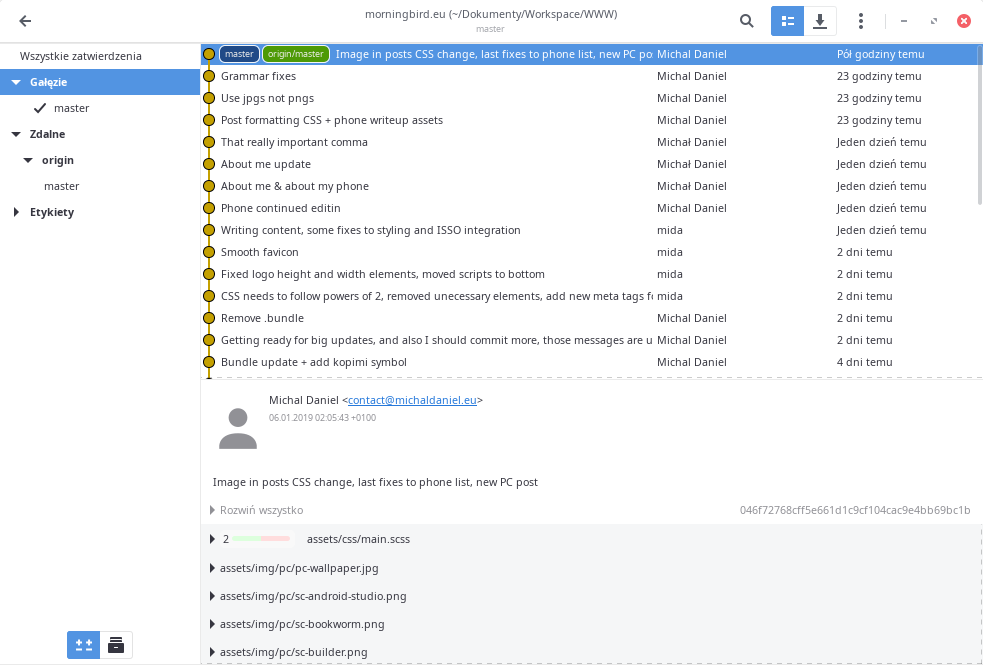 morningbird.eu (~/Dokumenty/Workspace/WWW)
master
Wszystkie zatwierdzenia
Gałęzie
master
Zdalne
origin
master
Etykiety
master origin/master Image in posts CSS change, last fixes to phone list, new PC po Michal Daniel Pół godziny temu
Grammar fixes Michal Daniel 23 godziny temu
Use jpgs not pngs Michal Daniel 23 godziny temu
Post formatting CSS + phone writeup assets Michal Daniel 23 godziny temu
That really important comma Michał Daniel Jeden dzień temu
About me update Michał Daniel Jeden dzień temu
About me & about my phone Michał Daniel Jeden dzień temu
Phone continued editin Michal Daniel Jeden dzień temu
Writing content, some fixes to styling and ISSO integration mida Jeden dzień temu
Smooth favicon mida 2 dni temu
Fixed logo height and width elements, moved scripts to bottom mida 2 dni temu
CSS needs to follow powers of 2, removed unecessary elements, add new meta tags f mida 2 dni temu
Remove .bundle Michal Daniel 2 dni temu
Getting ready for big updates, and also I should commit more, those messages are u Michal Daniel 2 dni temu
Bundle update + add kopimi symbol Michal Daniel 4 dni temu
Michal Daniel <contact@michaldaniel.eu>
06.01.2019 02:05:43 +0100
Image in posts CSS change, last fixes to phone list, new PC post
Rozwiń wszystko 046f72768cff5e661d1c9cf104cac9e4bb69bc1b
2 assets/css/main.scss
assets/img/pc/pc-wallpaper.jpg
assets/img/pc/sc-android-studio.png
assets/img/pc/sc-bookworm.png
assets/img/pc/sc-builder.png